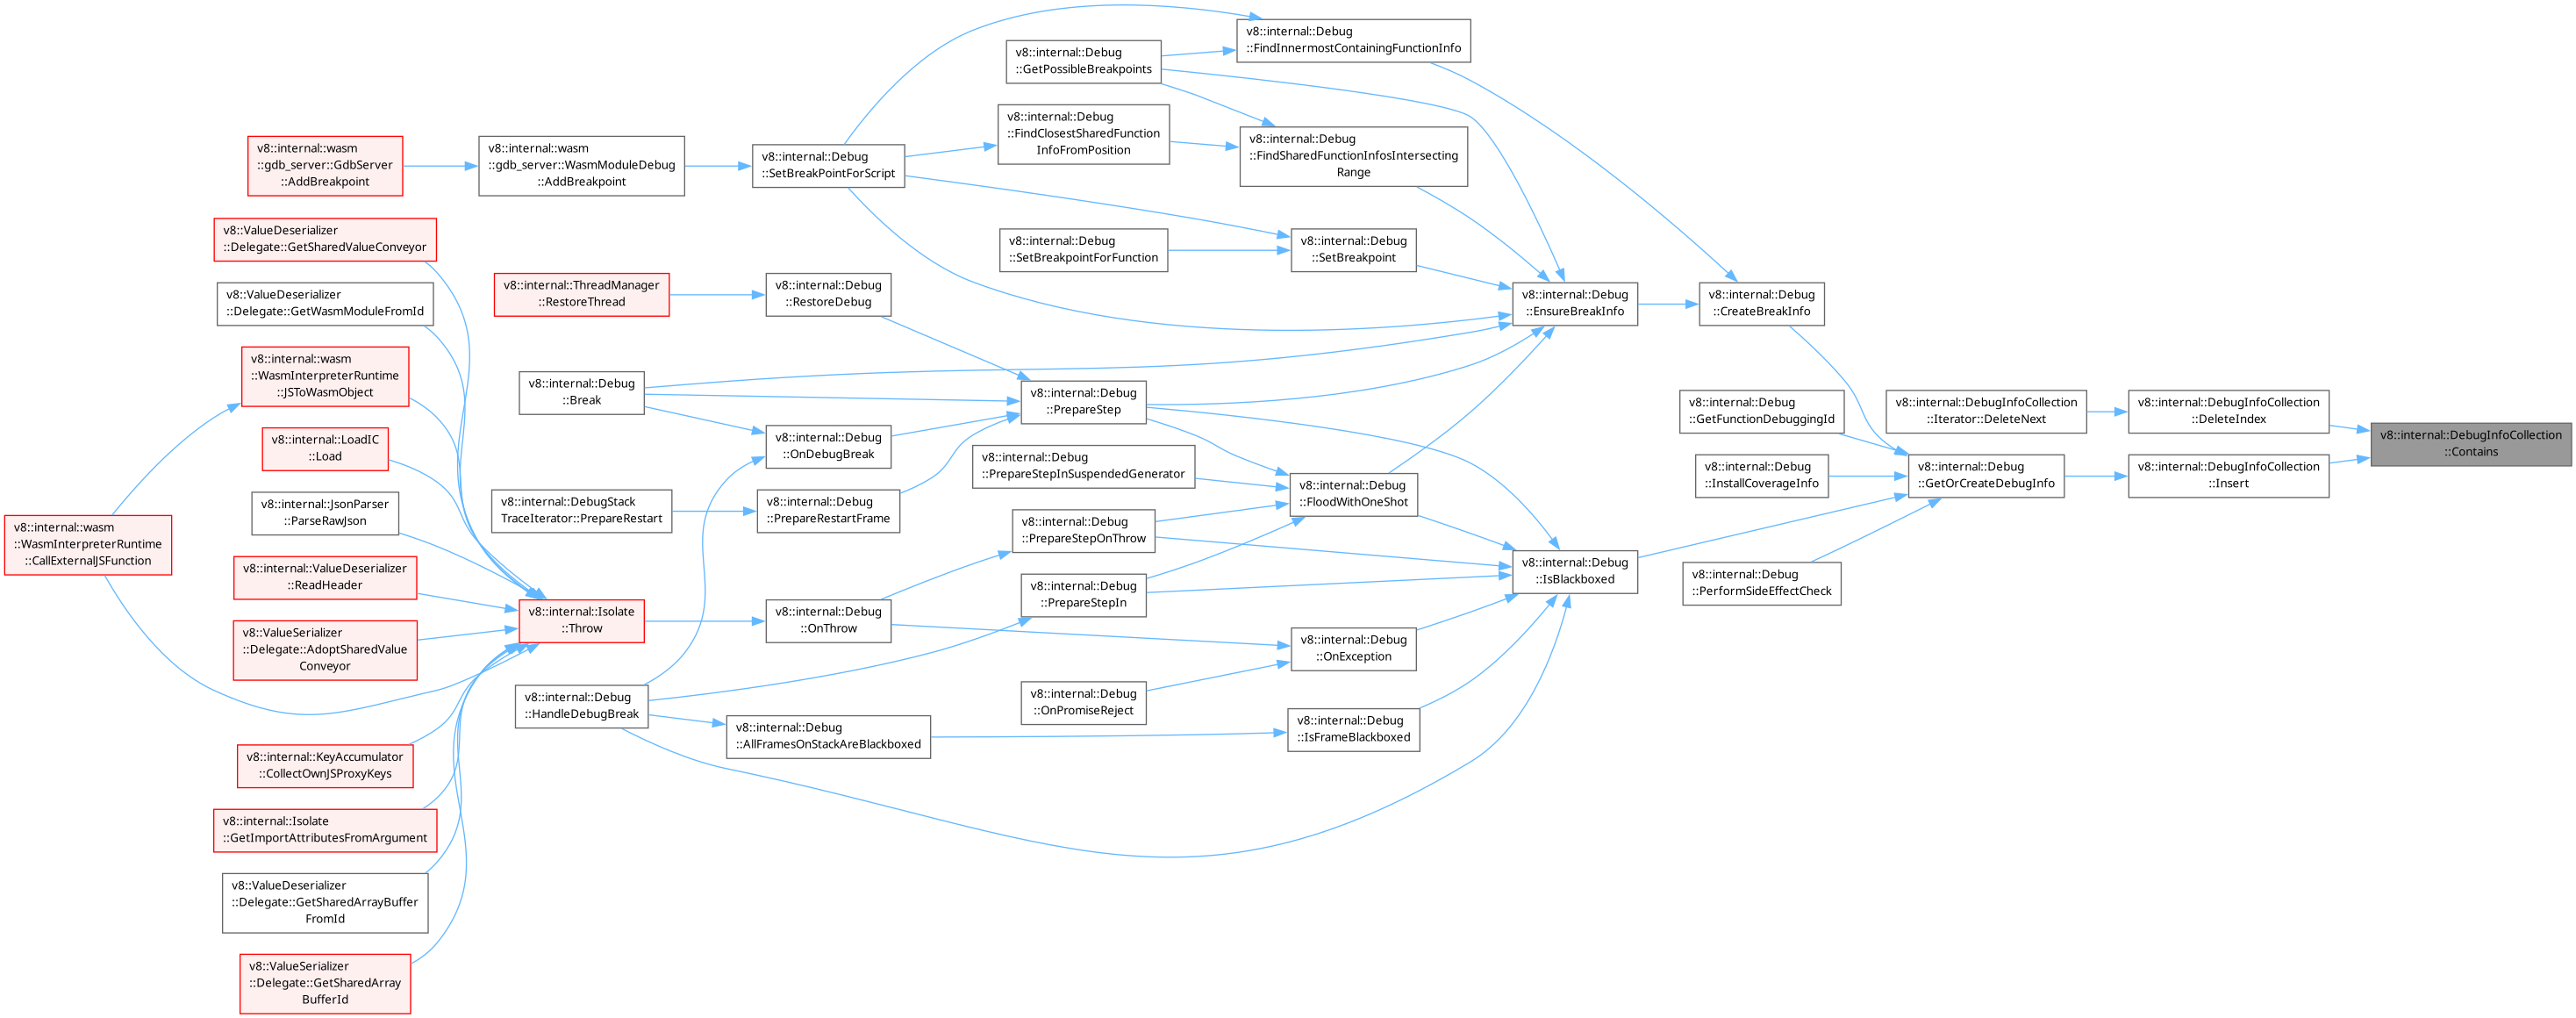 v8::internal::Debug
::FindInnermostContainingFunctionInfo
v8::internal::Debug
::GetPossibleBreakpoints
v8::internal::Debug
::FindClosestSharedFunction
InfoFromPosition
v8::internal::Debug
::FindSharedFunctionInfosIntersecting
Range
v8::internal::wasm
::gdb_server::GdbServer
::AddBreakpoint
v8::internal::wasm
::gdb_server::WasmModuleDebug
::AddBreakpoint
v8::internal::Debug
::SetBreakPointForScript
v8::ValueDeserializer
::Delegate::GetSharedValueConveyor
v8::internal::Debug
::SetBreakpointForFunction
v8::internal::Debug
::SetBreakpoint
v8::ValueDeserializer
::Delegate::GetWasmModuleFromId
v8::internal::ThreadManager
::RestoreThread
v8::internal::Debug
::RestoreDebug
v8::internal::Debug
::EnsureBreakInfo
v8::internal::Debug
::CreateBreakInfo
v8::internal::wasm
::WasmInterpreterRuntime
::JSToWasmObject
v8::internal::Debug
::Break
v8::internal::Debug
::PrepareStep
v8::internal::Debug
::GetFunctionDebuggingId
v8::internal::DebugInfoCollection
::Iterator::DeleteNext
v8::internal::DebugInfoCollection
::DeleteIndex
v8::internal::DebugInfoCollection
::Contains
v8::internal::LoadIC
::Load
v8::internal::Debug
::OnDebugBreak
v8::internal::Debug
::PrepareStepInSuspendedGenerator
v8::internal::Debug
::InstallCoverageInfo
v8::internal::Debug
::GetOrCreateDebugInfo
v8::internal::DebugInfoCollection
::Insert
v8::internal::JsonParser
::ParseRawJson
v8::internal::DebugStack
TraceIterator::PrepareRestart
v8::internal::Debug
::PrepareRestartFrame
v8::internal::Debug
::FloodWithOneShot
v8::internal::wasm
::WasmInterpreterRuntime
::CallExternalJSFunction
v8::internal::Debug
::PrepareStepOnThrow
v8::internal::ValueDeserializer
::ReadHeader
v8::internal::Debug
::IsBlackboxed
v8::internal::Debug
::PerformSideEffectCheck
v8::internal::Debug
::PrepareStepIn
v8::internal::Isolate
::Throw
v8::internal::Debug
::OnThrow
v8::ValueSerializer
::Delegate::AdoptSharedValue
Conveyor
v8::internal::Debug
::OnException
v8::internal::Debug
::HandleDebugBreak
v8::internal::Debug
::OnPromiseReject
v8::internal::Debug
::AllFramesOnStackAreBlackboxed
v8::internal::Debug
::IsFrameBlackboxed
v8::internal::KeyAccumulator
::CollectOwnJSProxyKeys
v8::internal::Isolate
::GetImportAttributesFromArgument
v8::ValueDeserializer
::Delegate::GetSharedArrayBuffer
FromId
v8::ValueSerializer
::Delegate::GetSharedArray
BufferId